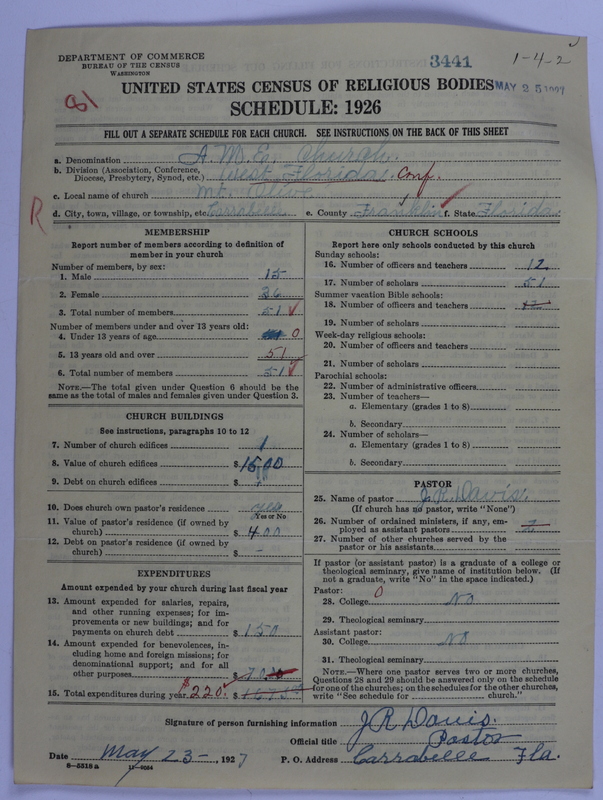 DEPARTMENT OF COMMERCE
BUREAU OF THE CENSUS
WASHINGTON
3441
1-4-2
81
UNITED STATES CENSUS OF RELIGIOUS BODIES MAY 25 1927
SCHEDULE: 1926
FILL OUT A SEPARATE SCHEDULE FOR EACH CHURCH. SEE INSTRUCTIONS ON THE BACK OF THIS SHEET
a. Denomination A.M.E. Church.
b. Division (Association, Conference, Diocese, Presbytery, Synod, etc.) West Florida Conf.
c. Local name of church Mt. Olive
R
d. City, town, village, or township, etc. Carrabelle e. County Franklin f. State Florida
MEMBERSHIP
Report number of members according to definition of member in your church
Number of members, by sex:
1. Male 15
2. Female 36
3. Total number of members 51
Number of members under and over 13 years old:
4. Under 13 years of age 0
5. 13 years old and over 51
6. Total number of members 51
NOTE.—The total given under Question 6 should be the same as the total of males and females given under Question 3.
CHURCH BUILDINGS
See instructions, paragraphs 10 to 12
7. Number of church edifices 1
8. Value of church edifices $1500
9. Debt on church edifices $
10. Does church own pastor's residence yes
Yes or No
11. Value of pastor's residence (if owned by church) $400
12. Debt on pastor's residence (if owned by church) $ -
EXPENDITURES
Amount expended by your church during last fiscal year
13. Amount expended for salaries, repairs, and other running expenses; for improvements or new buildings; and for payments on church debt $150
14. Amount expended for benevolences, including home and foreign missions; for denominational support; and for all other purposes $70
15. Total expenditures during year $220.
CHURCH SCHOOLS
Report here only schools conducted by this church
Sunday schools:
16. Number of officers and teachers 12
17. Number of scholars 51
Summer vacation Bible schools:
18. Number of officers and teachers 12
19. Number of scholars
Week-day religious schools:
20. Number of officers and teachers
21. Number of scholars
Parochial schools:
22. Number of administrative officers
23. Number of teachers—
a. Elementary (grades 1 to 8)
b. Secondary
24. Number of scholars—
a. Elementary (grades 1 to 8)
b. Secondary
PASTOR
25. Name of pastor J.R. Davis
(If church has no pastor, write "None")
26. Number of ordained ministers, if any, employed as assistant pastors
27. Number of other churches served by the pastor or his assistants
If pastor (or assistant pastor) is a graduate of a college or theological seminary, give name of institution below. (If not a graduate, write "No" in the space indicated.)
Pastor: 0
28. College No
29. Theological seminary
Assistant pastor:
30. College No
31. Theological seminary
NOTE.—Where one pastor serves two or more churches, Questions 28 and 29 should be answered only on the schedule for one of the churches; on the schedules for the other churches, write "See schedule for church."
Signature of person furnishing information J R Davis.
Official title Pastor
Date May 23-, 1927 P. O. Address Carrabelle Fla.
6-5318a 11-9034